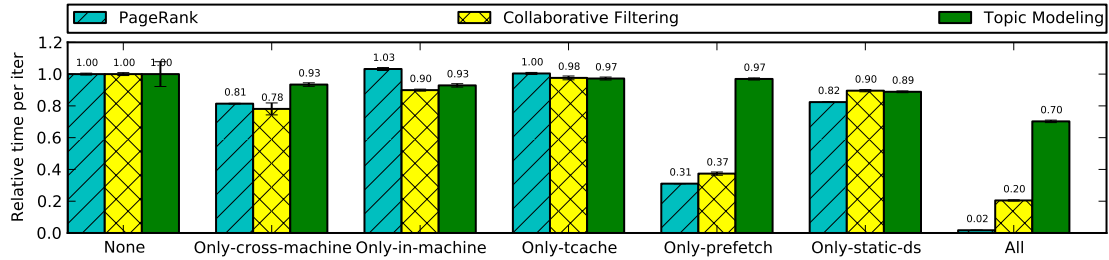 PageRank Collaborative Filtering Topic Modeling
Relative time per iter
1.2
1.0
0.8
0.6
0.4
0.2
0.0
1.00 1.00 1.00
0.81 0.78 0.93
1.03 0.90 0.93
1.00 0.98 0.97
0.31 0.37 0.97
0.82 0.90 0.89
0.02 0.20 0.70
None Only-cross-machine Only-in-machine Only-tcache Only-prefetch Only-static-ds All